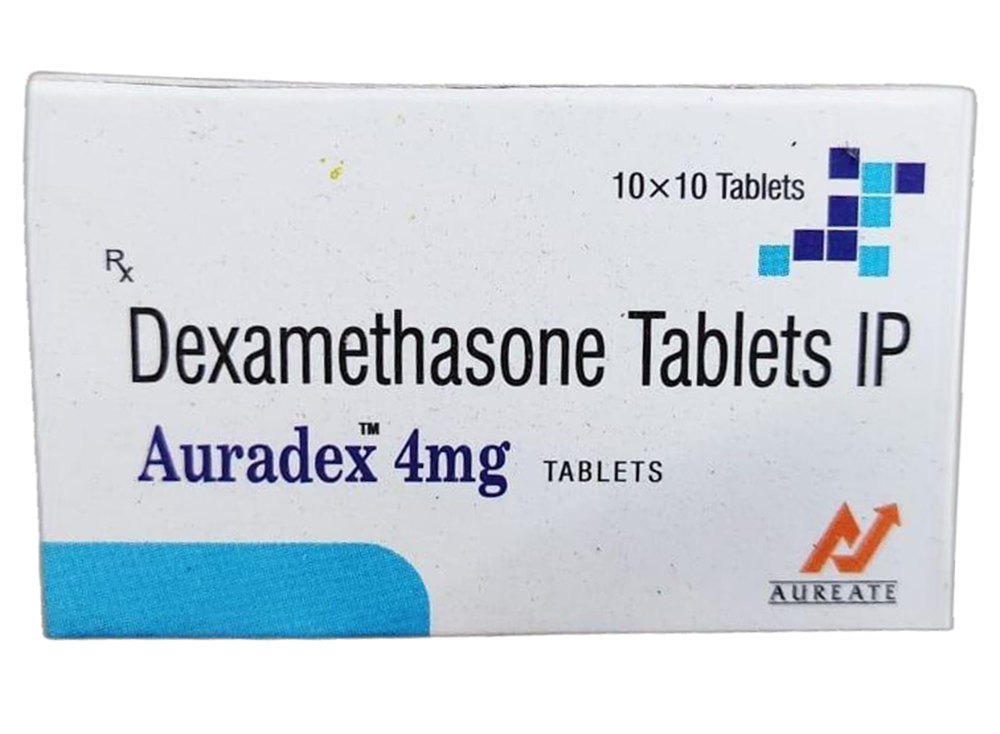 10×10 Tablets
Rx
Dexamethasone Tablets IP
Auradex™ 4mg TABLETS
AUREATE